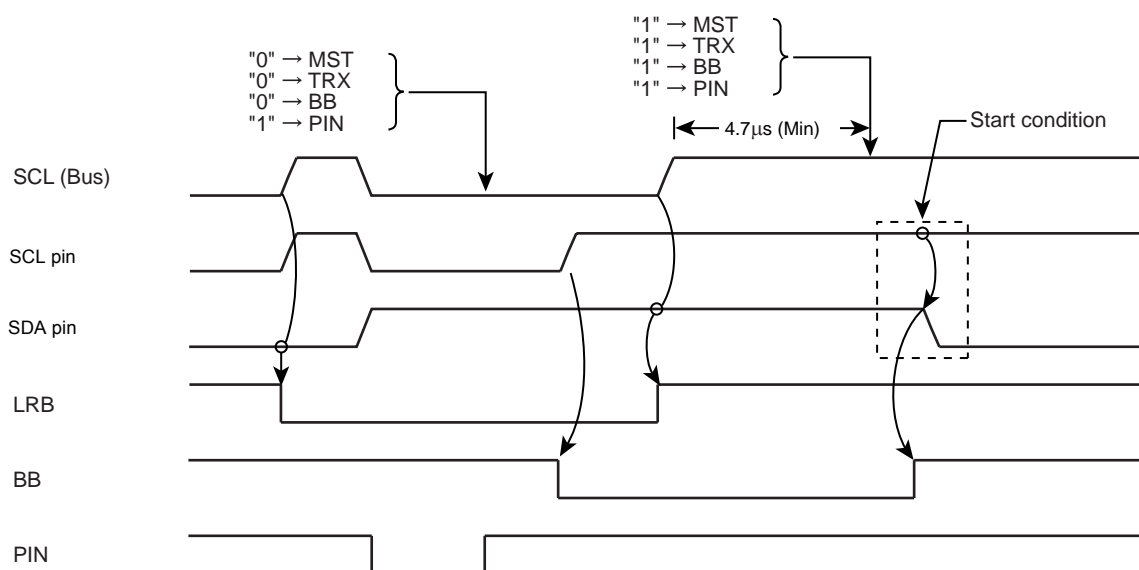 "0" → MST
"0" → TRX
"0" → BB
"1" → PIN
"1" → MST
"1" → TRX
"1" → BB
"1" → PIN
4.7μs (Min)
Start condition
SCL (Bus)
SCL pin
SDA pin
LRB
BB
PIN